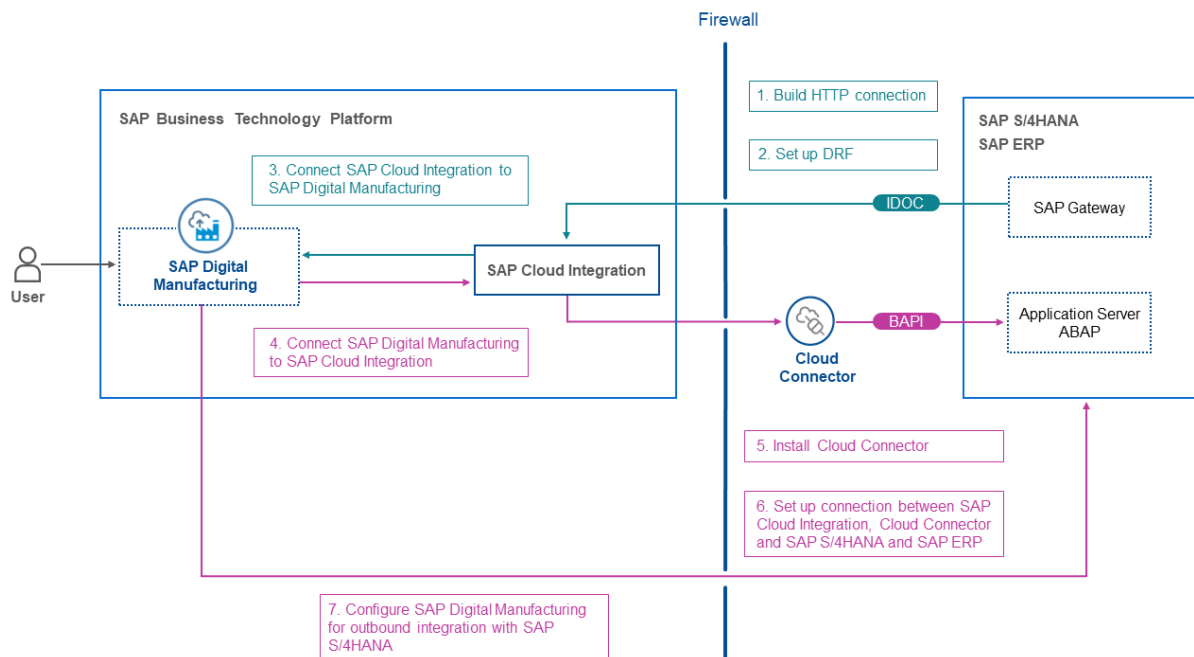 Firewall
SAP Business Technology Platform
1. Build HTTP connection
SAP S/4HANA
SAP ERP
2. Set up DRF
3. Connect SAP Cloud Integration to
SAP Digital Manufacturing
IDOC
SAP Gateway
SAP Digital
Manufacturing
SAP Cloud Integration
User
BAPI
Application Server
ABAP
4. Connect SAP Digital Manufacturing
to SAP Cloud Integration
Cloud
Connector
5. Install Cloud Connector
6. Set up connection between SAP
Cloud Integration, Cloud Connector
and SAP S/4HANA and SAP ERP
7. Configure SAP Digital Manufacturing
for outbound integration with SAP
S/4HANA